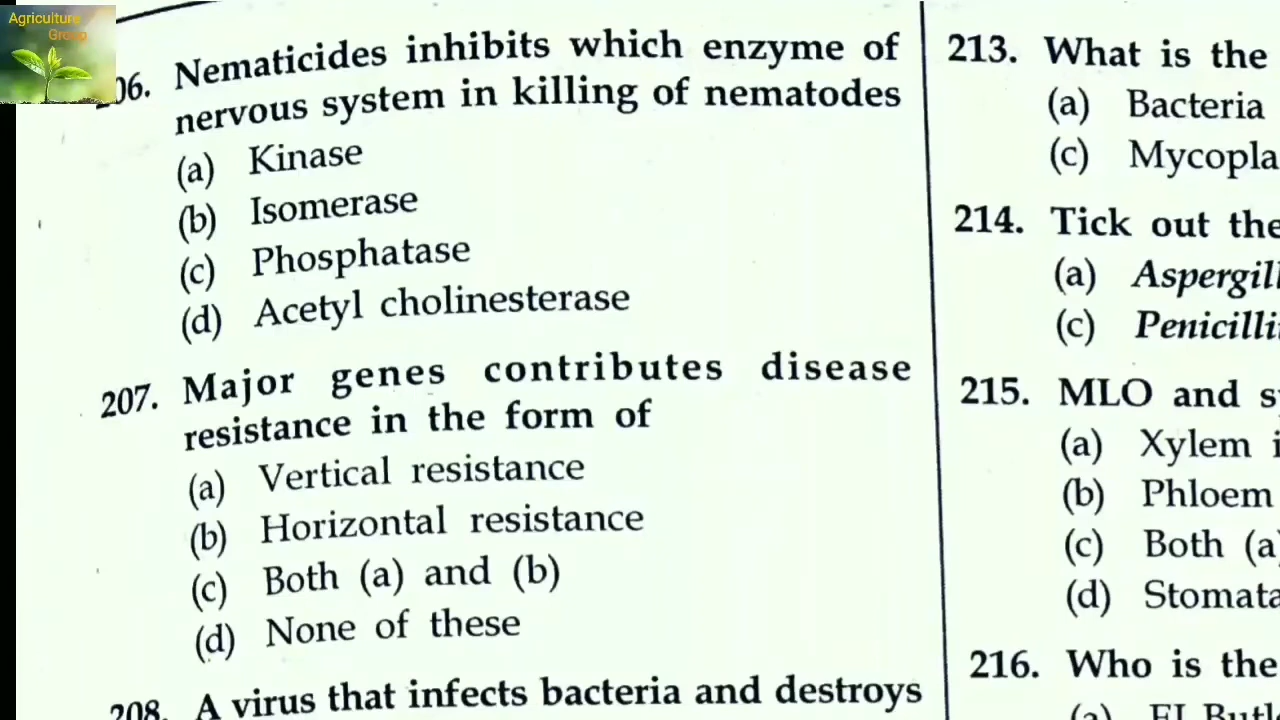 Agriculture
Group
06. Nematicides inhibits which enzyme of
nervous system in killing of nematodes
(a) Kinase
(b) Isomerase
(c) Phosphatase
(d) Acetyl cholinesterase
207. Major genes contributes disease
resistance in the form of
(a) Vertical resistance
(b) Horizontal resistance
(c) Both (a) and (b)
(d) None of these
208. A virus that infects bacteria and destroys
213. What is the
(a) Bacteria
(c) Mycopla
214. Tick out the
(a) Aspergill
(c) Penicilli
215. MLO and s
(a) Xylem i
(b) Phloem
(c) Both (a)
(d) Stomata
216. Who is the
(a) EJ Butl